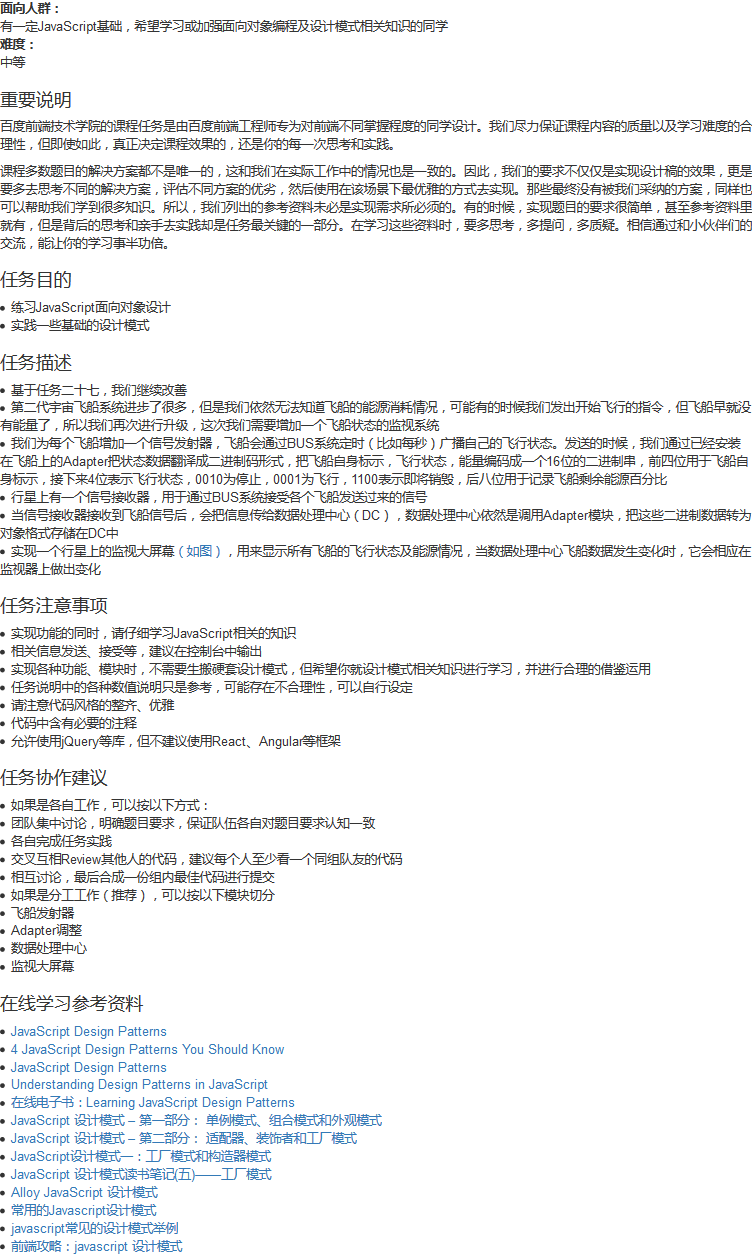 面向人群：
有一定JavaScript基础，希望学习或加强面向对象编程及设计模式相关知识的同学
难度：
中等
重要说明
百度前端技术学院的课程任务是由百度前端工程师专为对前端不同掌握程度的同学设计。我们尽力保证课程内容的质量以及学习难度的合
理性，但即使如此，真正决定课程效果的，还是你的每一次思考和实践。
课程多数题目的解决方案都不是唯一的，这和我们在实际工作中的情况也是一致的。因此，我们的要求不仅仅是实现设计稿的效果，更是
要多去思考不同的解决方案，评估不同方案的优劣，然后使用在该场景下最优雅的方式去实现。那些最终没有被我们采纳的方案，同样也
可以帮助我们学到很多知识。所以，我们列出的参考资料未必是实现需求所必须的。有的时候，实现题目的要求很简单，甚至参考资料里
就有，但是背后的思考和亲手去实践却是任务最关键的一部分。在学习这些资料时，要多思考，多提问，多质疑。相信通过和小伙伴们的
交流，能让你的学习事半功倍。
任务目的
● 练习JavaScript面向对象设计
● 实践一些基础的设计模式
任务描述
● 基于任务二十七，我们继续改善
● 第二代宇宙飞船系统进步了很多，但是我们依然无法知道飞船的能源消耗情况，可能有的时候我们发出开始飞行的指令，但飞船早就没
有能量了，所以我们再次进行升级，这次我们需要增加一个飞船状态的监视系统
● 我们为每个飞船增加一个信号发射器，飞船会通过BUS系统定时（比如每秒）广播自己的飞行状态。发送的时候，我们通过已经安装
在飞船上的Adapter把状态数据翻译成二进制码形式，把飞船自身标示，飞行状态，能量编码成一个16位的二进制串，前四位用于飞船自
身标示，接下来4位表示飞行状态，0010为停止，0001为飞行，1100表示即将销毁，后八位用于记录飞船剩余能源百分比
● 行星上有一个信号接收器，用于通过BUS系统接受各个飞船发送过来的信号
● 当信号接收器接收到飞船信号后，会把信息传给数据处理中心（DC），数据处理中心依然是调用Adapter模块，把这些二进制数据转为
对象格式存储在DC中
● 实现一个行星上的监视大屏幕（如图），用来显示所有飞船的飞行状态及能源情况，当数据处理中心飞船数据发生变化时，它会相应在
监视器上做出变化
任务注意事项
● 实现功能的同时，请仔细学习JavaScript相关的知识
● 相关信息发送、接受等，建议在控制台中输出
● 实现各种功能、模块时，不需要生搬硬套设计模式，但希望你就设计模式相关知识进行学习，并进行合理的借鉴运用
● 任务说明中的各种数值说明只是参考，可能存在不合理性，可以自行设定
● 请注意代码风格的整齐、优雅
● 代码中含有必要的注释
● 允许使用jQuery等库，但不建议使用React、Angular等框架
任务协作建议
● 如果是各自工作，可以按以下方式：
● 团队集中讨论，明确题目要求，保证队伍各自对题目要求认知一致
● 各自完成任务实践
● 交叉互相Review其他人的代码，建议每个人至少看一个同组队友的代码
● 相互讨论，最后合成一份组内最佳代码进行提交
● 如果是分工工作（推荐），可以按以下模块切分
● 飞船发射器
● Adapter调整
● 数据处理中心
● 监视大屏幕
在线学习参考资料
● JavaScript Design Patterns
● 4 JavaScript Design Patterns You Should Know
● JavaScript Design Patterns
● Understanding Design Patterns in JavaScript
● 在线电子书：Learning JavaScript Design Patterns
● JavaScript 设计模式 – 第一部分： 单例模式、组合模式和外观模式
● JavaScript 设计模式 – 第二部分： 适配器、装饰者和工厂模式
● JavaScript设计模式一：工厂模式和构造器模式
● JavaScript 设计模式读书笔记(五)——工厂模式
● Alloy JavaScript 设计模式
● 常用的Javascript设计模式
● javascript常见的设计模式举例
● 前端攻略：javascript 设计模式